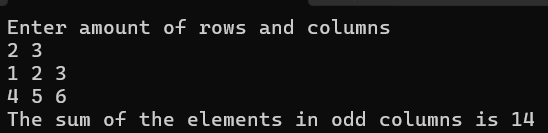 Enter amount of rows and columns
2 3
1 2 3
4 5 6
The sum of the elements in odd columns is 14